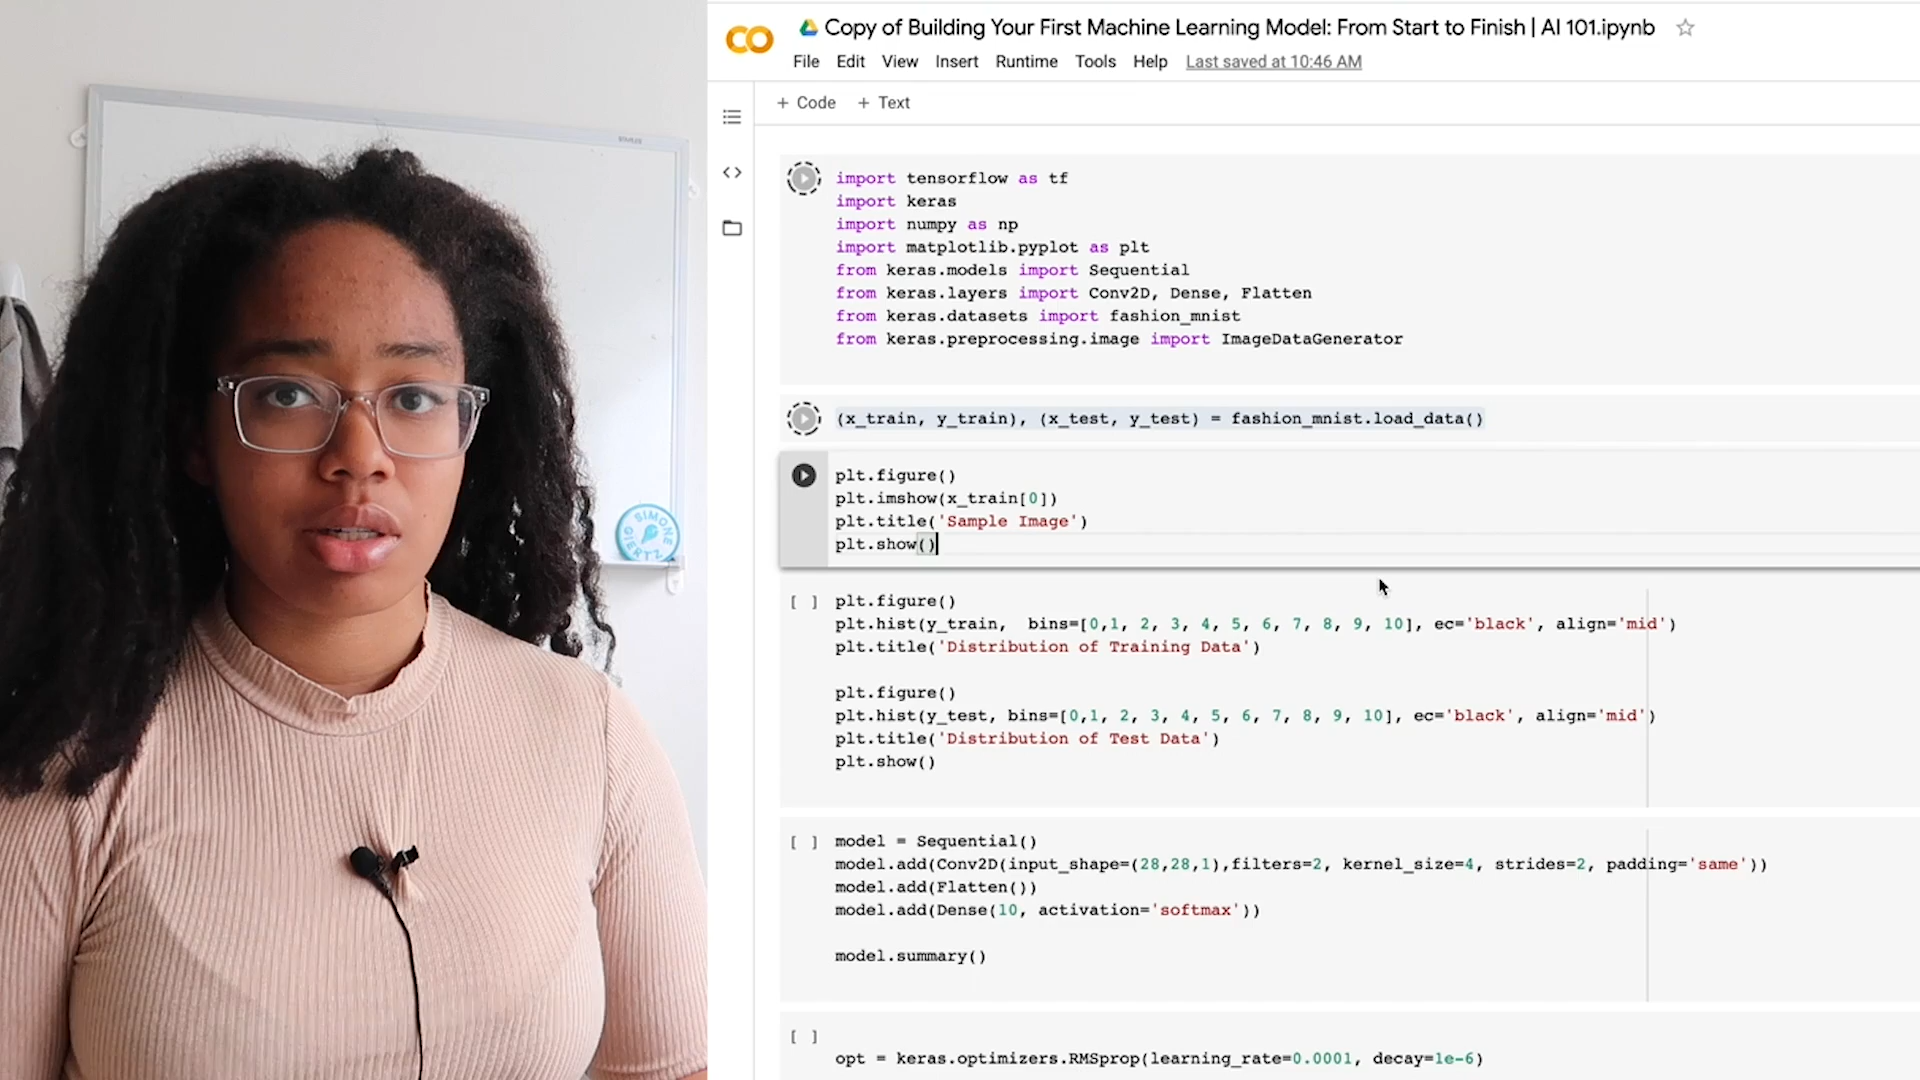 SIMONE
GIERTZ
CO
Copy of Building Your First Machine Learning Model: From Start to Finish | AI 101.ipynb
File Edit View Insert Runtime Tools Help Last saved at 10:46 AM
+ Code + Text
import tensorflow as tf
import keras
import numpy as np
import matplotlib.pyplot as plt
from keras.models import Sequential
from keras.layers import Conv2D, Dense, Flatten
from keras.datasets import fashion_mnist
from keras.preprocessing.image import ImageDataGenerator
(x_train, y_train), (x_test, y_test) = fashion_mnist.load_data()
plt.figure()
plt.imshow(x_train[0])
plt.title('Sample Image')
plt.show()
[ ] plt.figure()
plt.hist(y_train,  bins=[0,1, 2, 3, 4, 5, 6, 7, 8, 9, 10], ec='black', align='mid')
plt.title('Distribution of Training Data')
plt.figure()
plt.hist(y_test, bins=[0,1, 2, 3, 4, 5, 6, 7, 8, 9, 10], ec='black', align='mid')
plt.title('Distribution of Test Data')
plt.show()
[ ] model = Sequential()
model.add(Conv2D(input_shape=(28,28,1),filters=2, kernel_size=4, strides=2, padding='same'))
model.add(Flatten())
model.add(Dense(10, activation='softmax'))
model.summary()
[ ]
opt = keras.optimizers.RMSprop(learning_rate=0.0001, decay=1e-6)